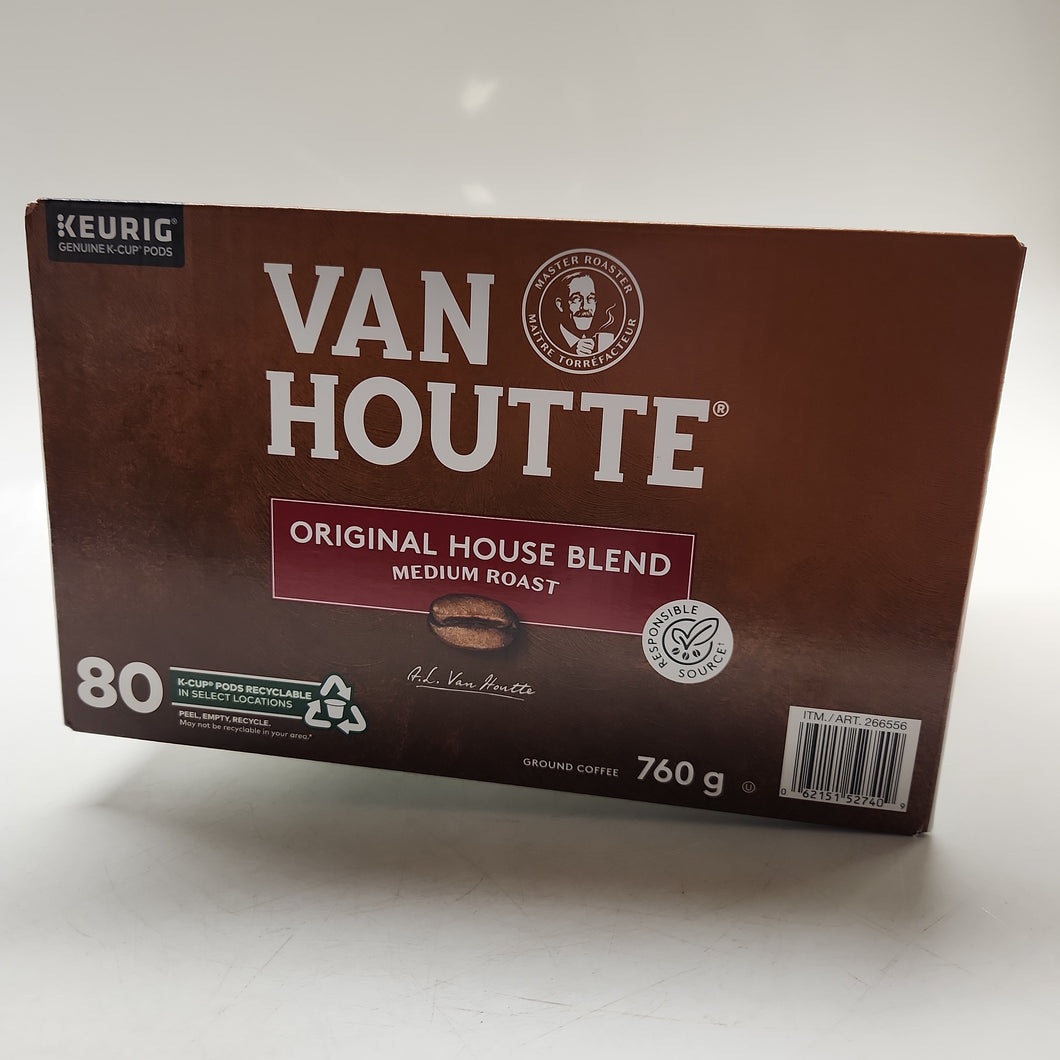 KEURIG®
GENUINE K-CUP® PODS
VAN
HOUTTE®
MASTER ROASTER
MAÎTRE TORRÉFACTEUR
ORIGINAL HOUSE BLEND
MEDIUM ROAST
RESPONSIBLE
SOURCE†
A.L. Van Houtte
80
K-CUP® PODS RECYCLABLE
IN SELECT LOCATIONS
PEEL, EMPTY, RECYCLE.
May not be recyclable in your area.*
GROUND COFFEE 760 g
U
ITM./ART. 266556
0 62151 52740 9